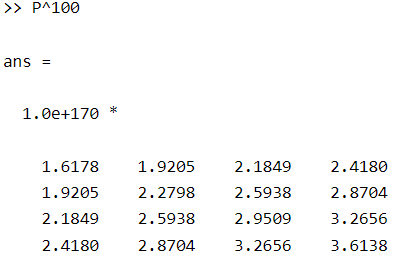 >> P^100
ans =
1.0e+170 *
1.6178 1.9205 2.1849 2.4180
1.9205 2.2798 2.5938 2.8704
2.1849 2.5938 2.9509 3.2656
2.4180 2.8704 3.2656 3.6138